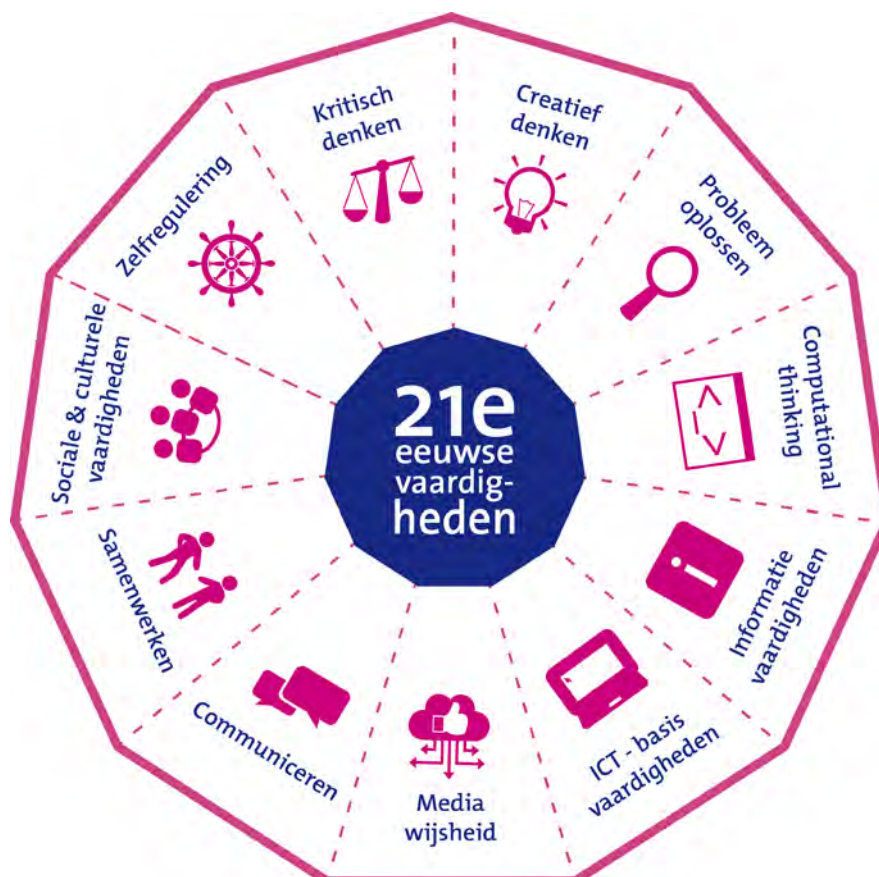 21e
eeuwse
vaardig-
heden
Kritisch
denken
Creatief
denken
Probleem
oplossen
Computational
thinking
Informatie
vaardigheden
ICT - basis
vaardigheden
Media
wijsheid
Communiceren
Samenwerken
Sociale & culturele
vaardigheden
Zelfregulering